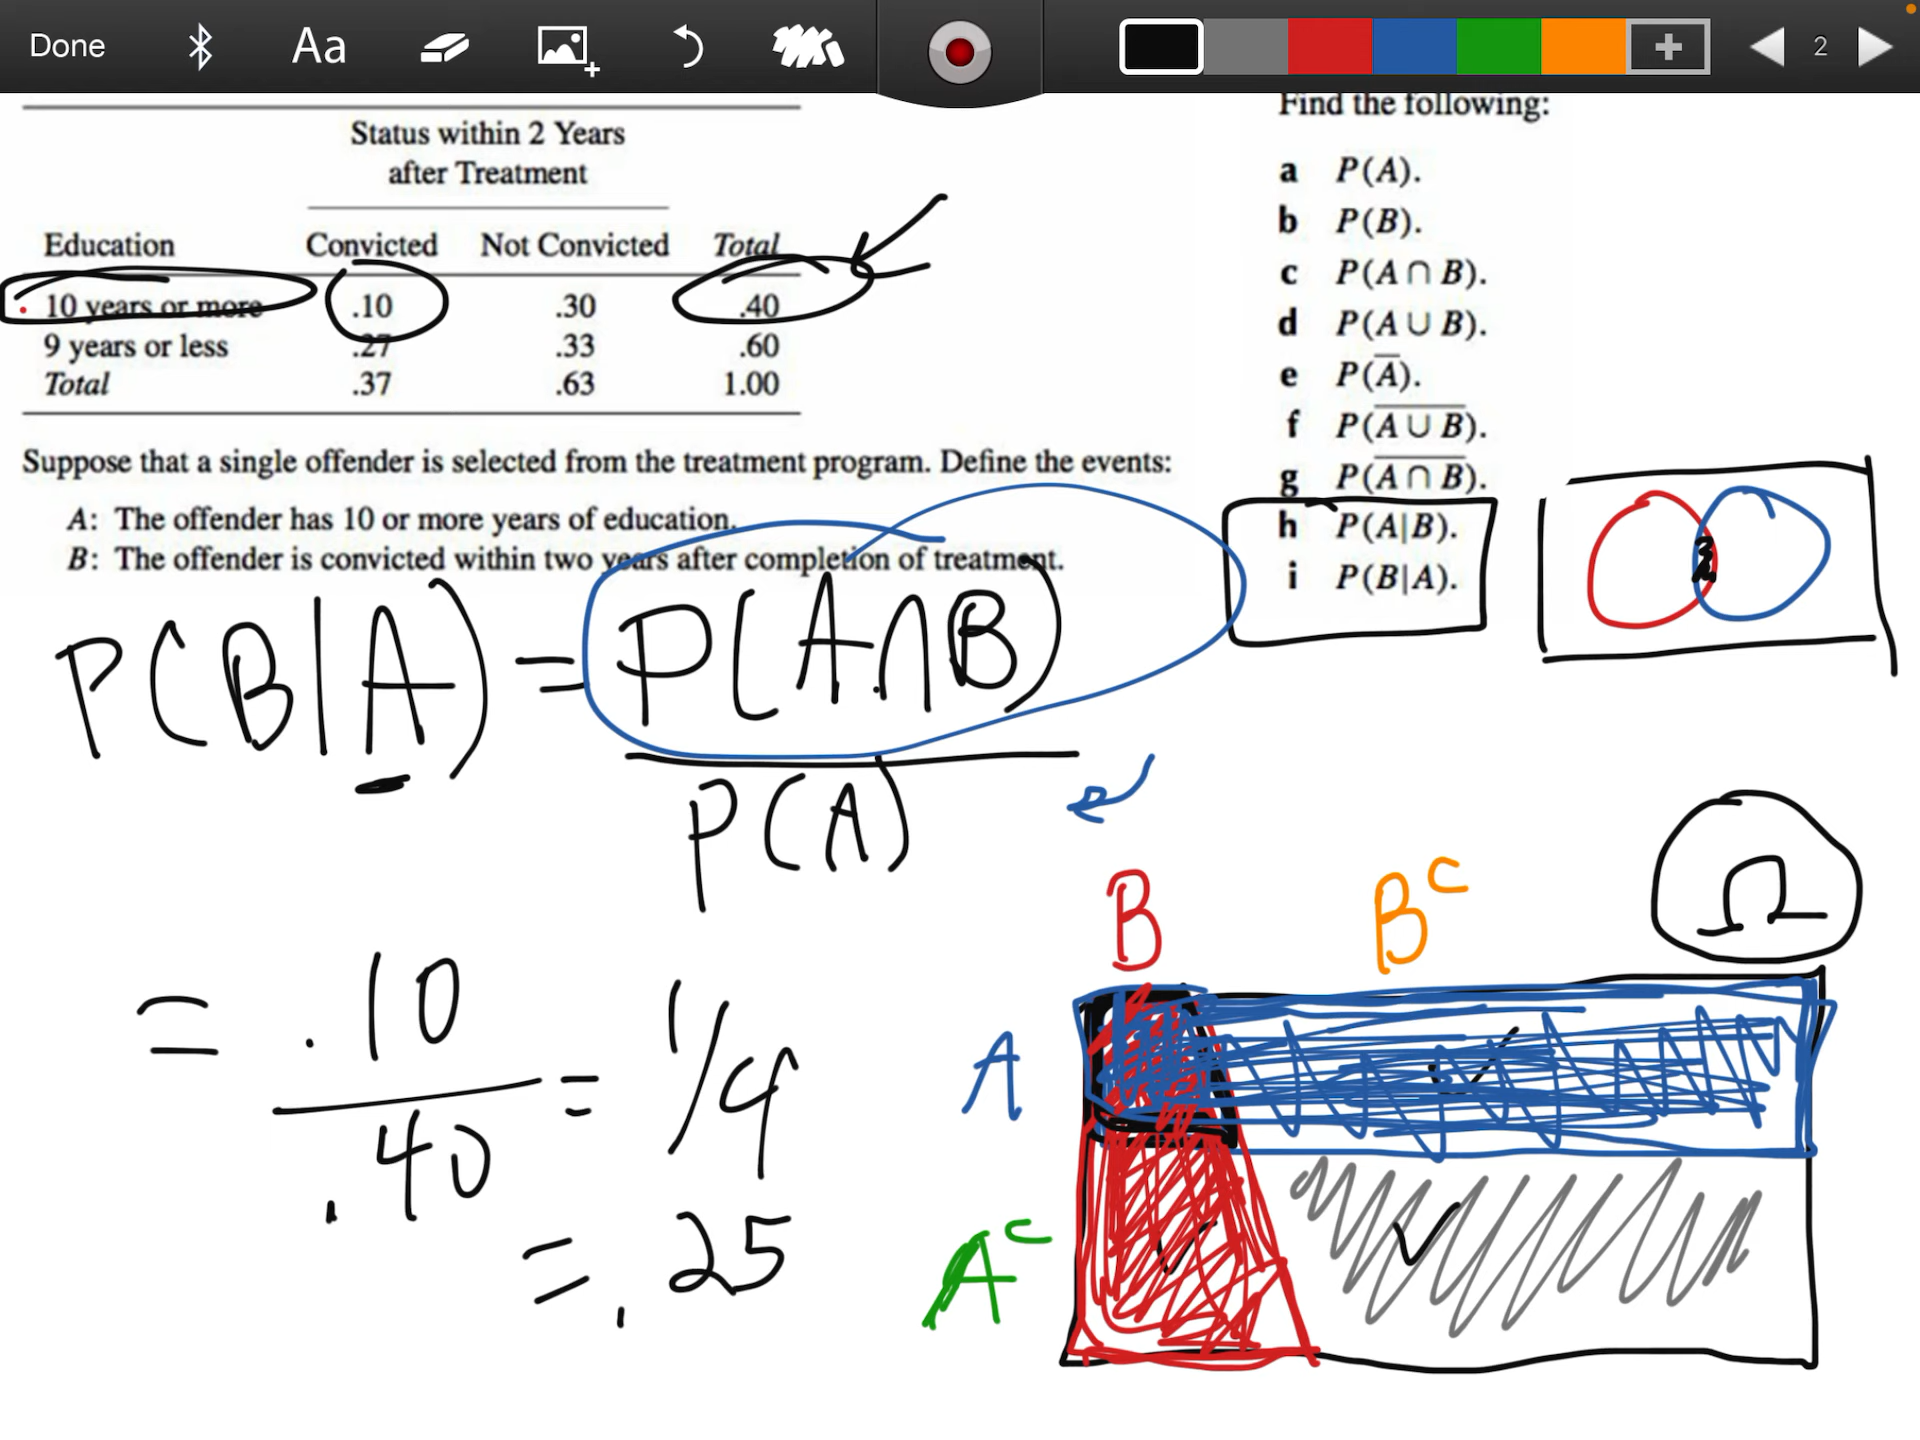 Done
Aa
2
Status within 2 Years
after Treatment
Education Convicted Not Convicted Total
10 years or more .10 .30 .40
9 years or less .27 .33 .60
Total .37 .63 1.00
Suppose that a single offender is selected from the treatment program. Define the events:
A: The offender has 10 or more years of education.
B: The offender is convicted within two years after completion of treatment.
Find the following:
a P(A).
b P(B).
c P(A ∩ B).
d P(A ∪ B).
e P(A̅).
f P(A̅ ̅∪̅ ̅B̅).
g P(A̅ ̅∩̅ ̅B̅).
h P(A|B).
i P(B|A).
P(B|A) = P(A∩B)
P(A)
= .10
.40
= 1/4
= .25
Ω
B Bᶜ
A
Aᶜ